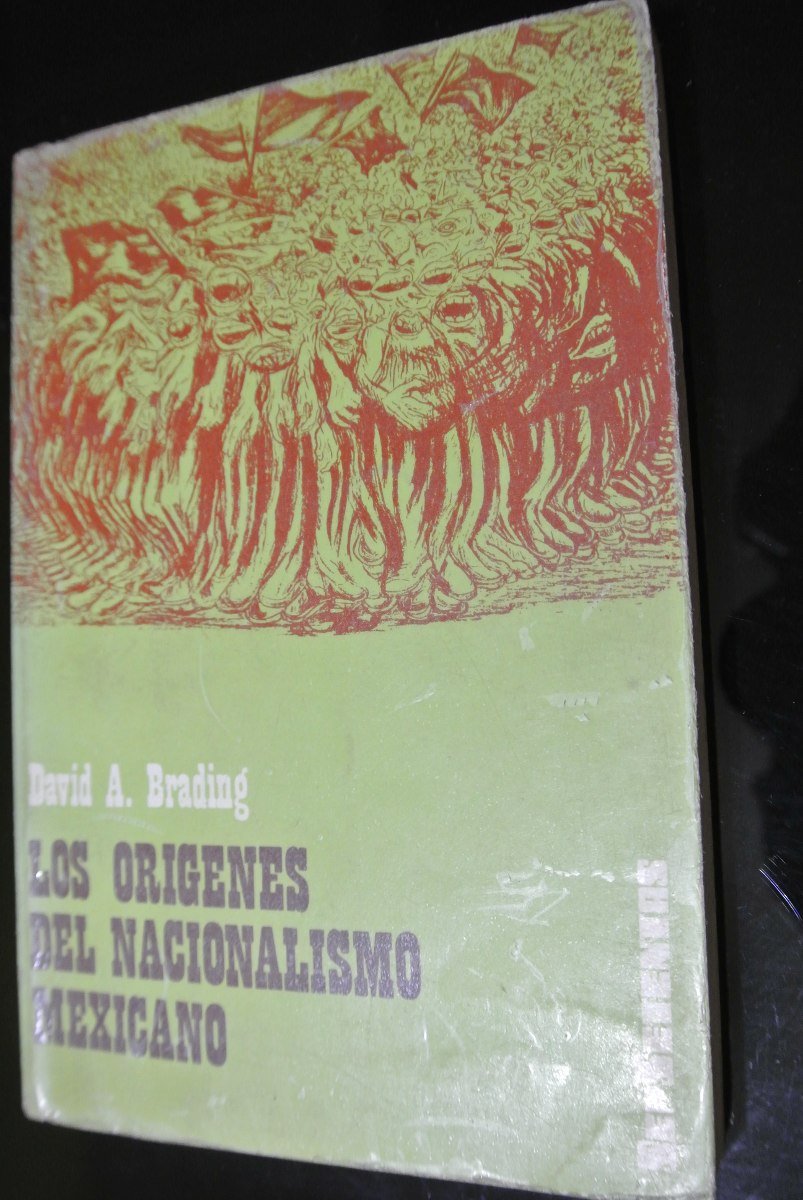 David A. Brading
LOS ORIGENES
DEL NACIONALISMO
MEXICANO